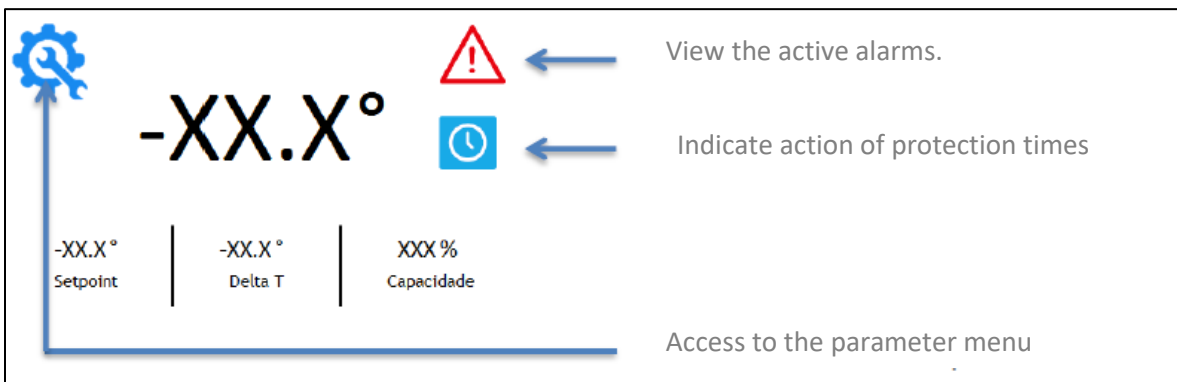 View the active alarms.
-XX.X°
Indicate action of protection times
-XX.X° -XX.X° XXX%
Setpoint Delta T Capacidade
Access to the parameter menu